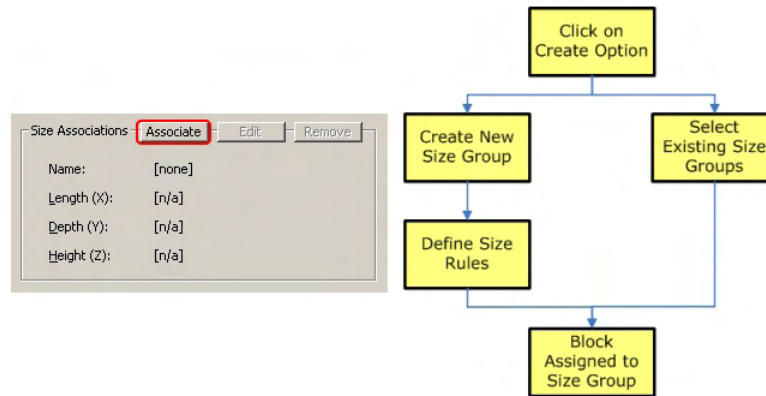 Size Associations Associate Edit Remove
Name: [none]
Length (X): [n/a]
Depth (Y): [n/a]
Height (Z): [n/a]
Click on
Create Option
Create New
Size Group
Select
Existing Size
Groups
Define Size
Rules
Block
Assigned to
Size Group